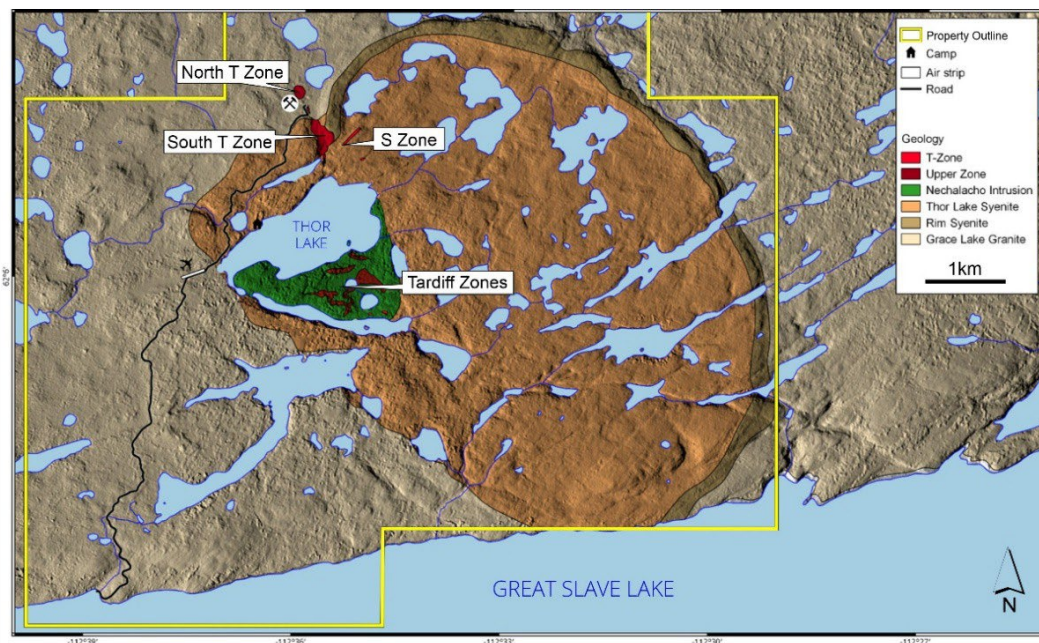 North T Zone
South T Zone
S Zone
THOR
LAKE
Tardiff Zones
GREAT SLAVE LAKE
N
Property Outline
Camp
Air strip
Road
Geology
T-Zone
Upper Zone
Nechalacho Intrusion
Thor Lake Syenite
Rim Syenite
Grace Lake Granite
1km